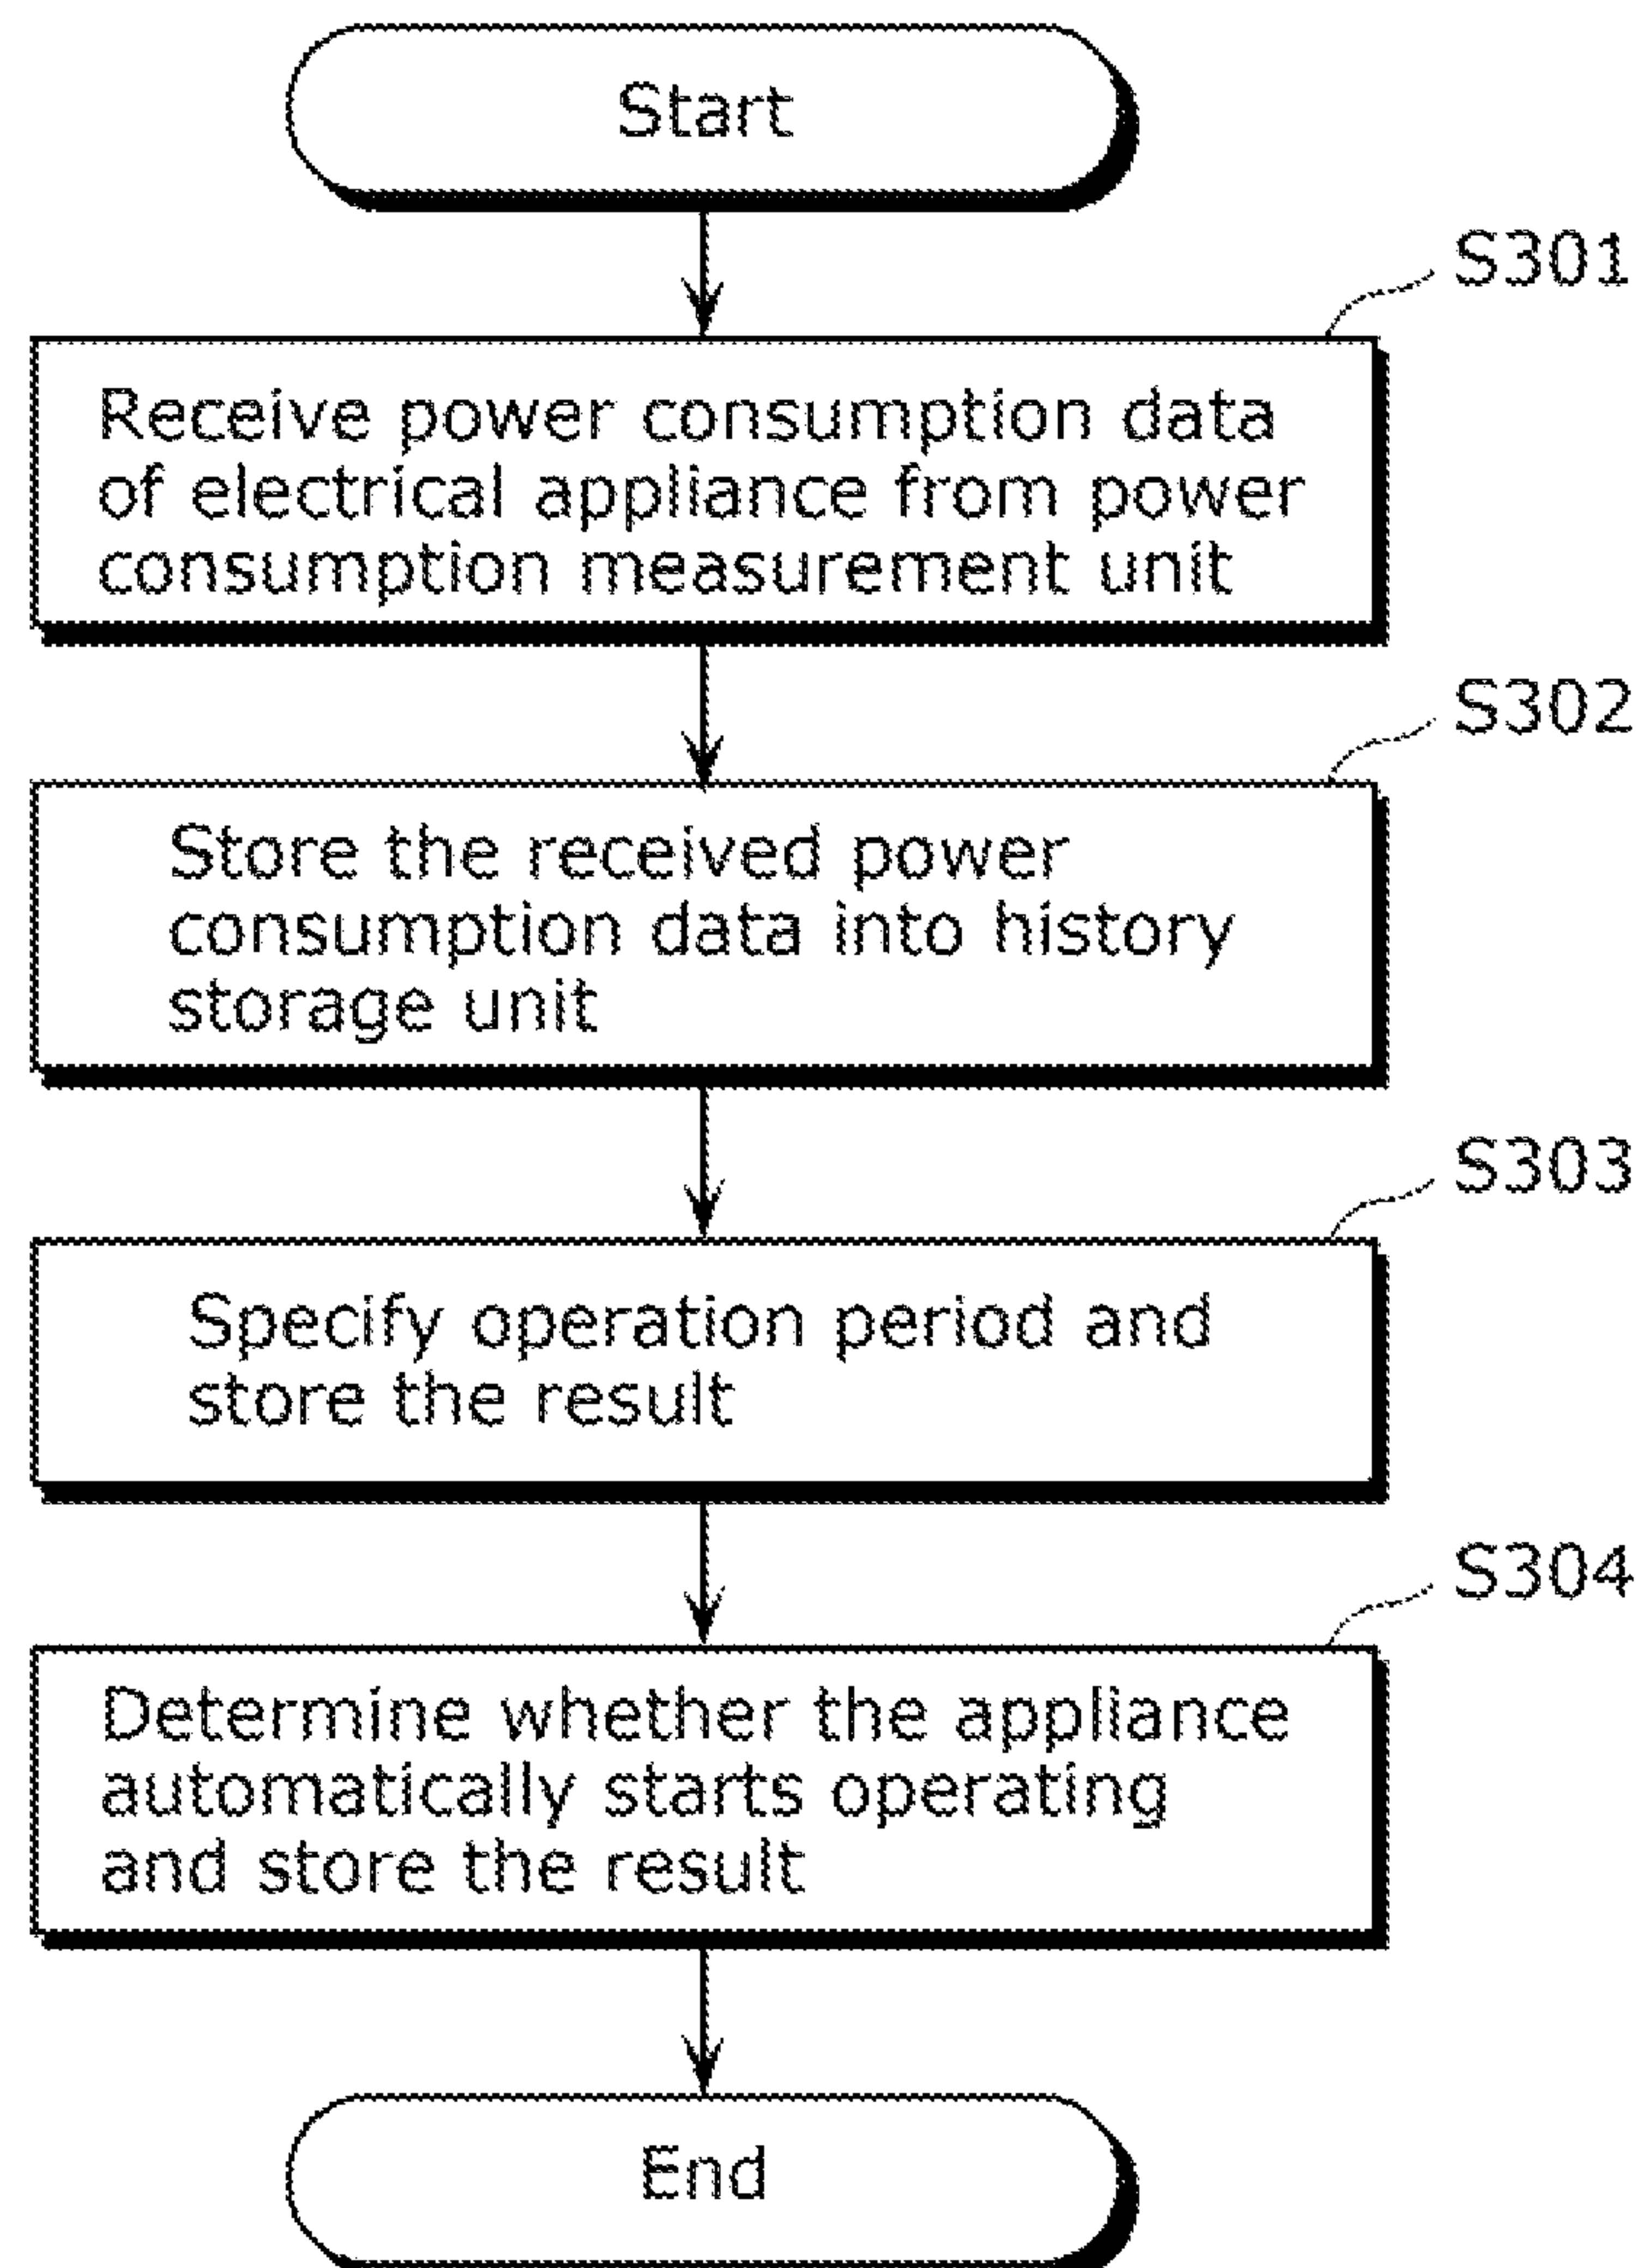 Start
S301
Receive power consumption data
of electrical appliance from power
consumption measurement unit
S302
Store the received power
consumption data into history
storage unit
S303
Specify operation period and
store the result
S304
Determine whether the appliance
automatically starts operating
and store the result
End